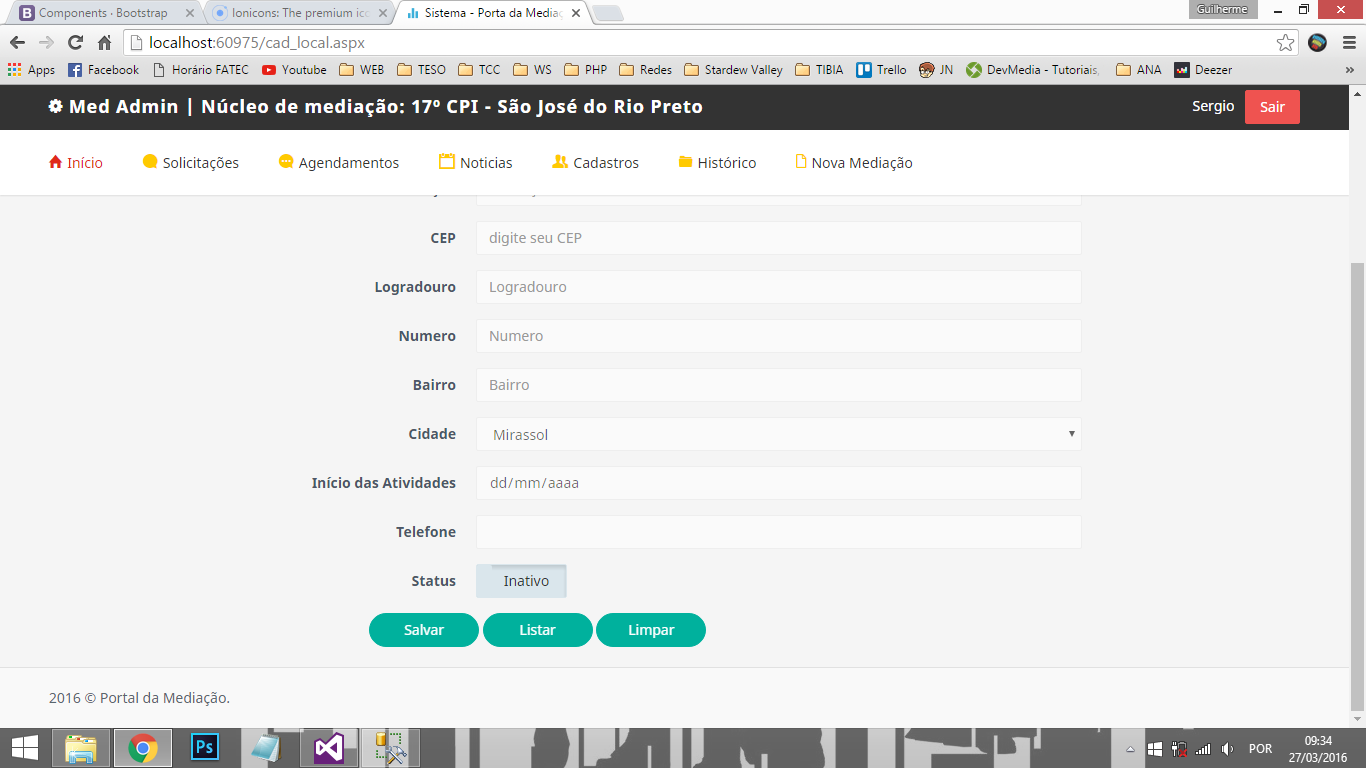 Components · Bootstrap
Ionicons: The premium ico
Sistema - Porta da Mediaç
Guilherme
localhost:60975/cad_local.aspx
Apps Facebook Horário FATEC Youtube WEB TESO TCC WS PHP Redes Stardew Valley TIBIA Trello JN DevMedia - Tutoriais, ANA Deezer »
Med Admin | Núcleo de mediação: 17º CPI - São José do Rio Preto
Sergio Sair
Início Solicitações Agendamentos Noticias Cadastros Histórico Nova Mediação
CEP digite seu CEP
Logradouro Logradouro
Numero Numero
Bairro Bairro
Cidade Mirassol
Início das Atividades dd/mm/aaaa
Telefone
Status Inativo
Salvar Listar Limpar
2016 © Portal da Mediação.
Ps
POR
09:34
27/03/2016